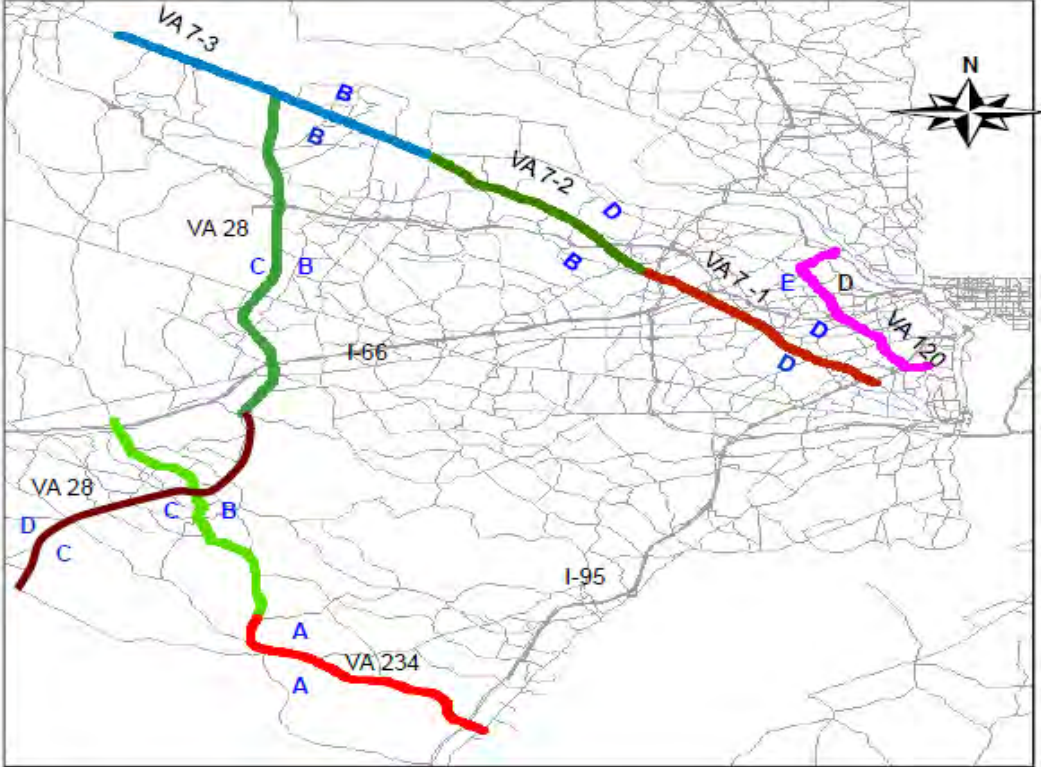 VA 7-3
N
B
B
VA 7-2
D
VA 28
B
C B
VA 7 -1
E D
D
VA 120
I-66
D
VA 28
C B
D
C
I-95
A
VA 234
A